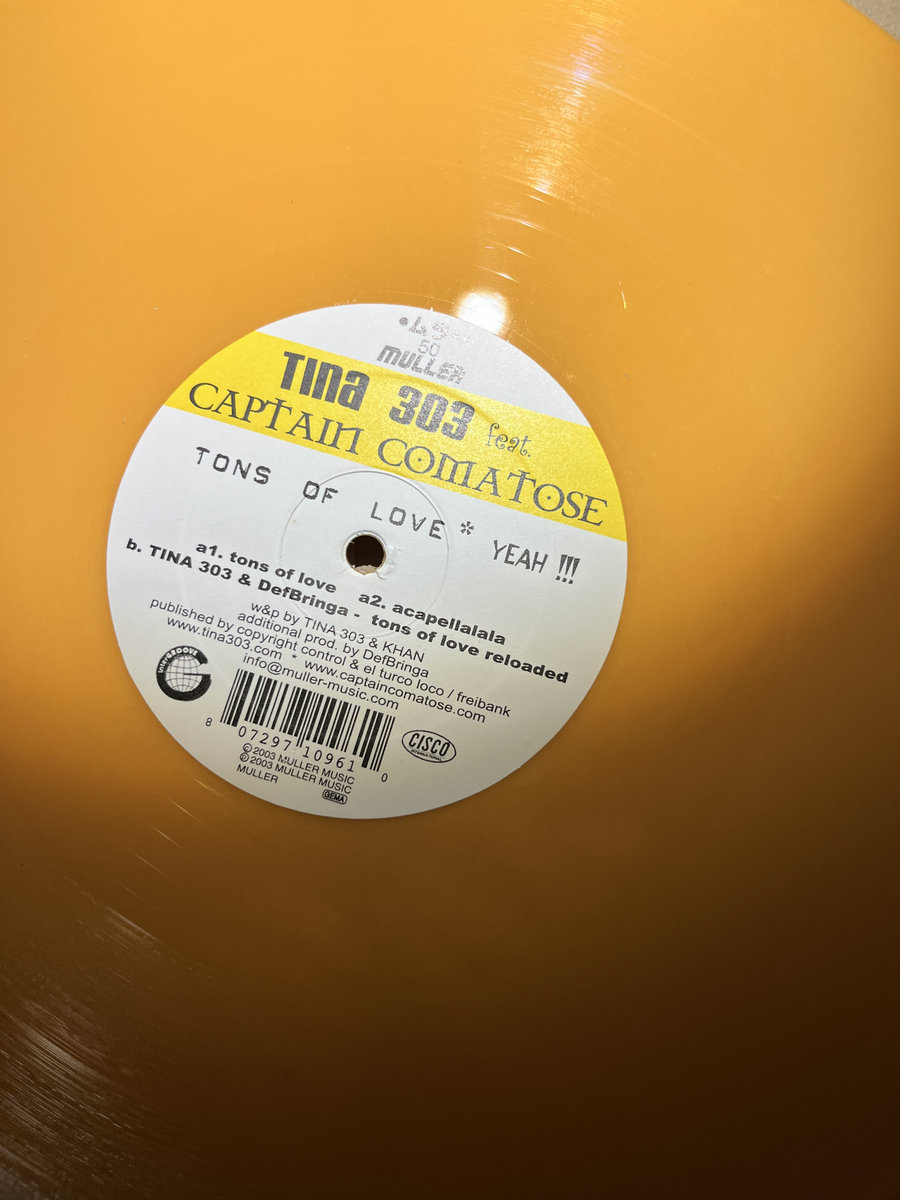 50
MULLER
TINA 303 feat.
CAPTAIN COMATOSE
TONS OF LOVE * YEAH !!!
a1. tons of love a2. acapellalala
b. TINA 303 & DefBringa - tons of love reloaded
w&p by TINA 303 & KHAN
additional prod. by DefBringa
published by copyright control & el turco loco / freibank
www.tina303.com * www.captaincomatose.com
info@muller-music.com
interGROOVE
8 07297 10961 0
CISCO
℗ 2003 MULLER MUSIC
© 2003 MULLER MUSIC
MULLER
GEMA